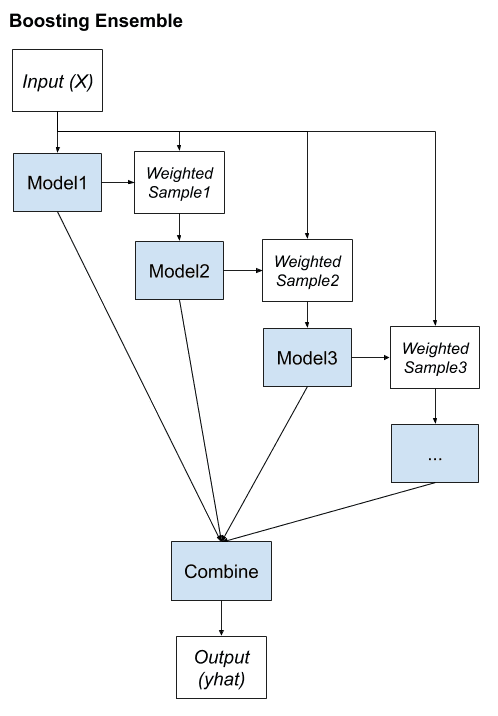 Boosting Ensemble
Input (X)
Model1
Weighted
Sample1
Model2
Weighted
Sample2
Model3
Weighted
Sample3
...
Combine
Output
(yhat)